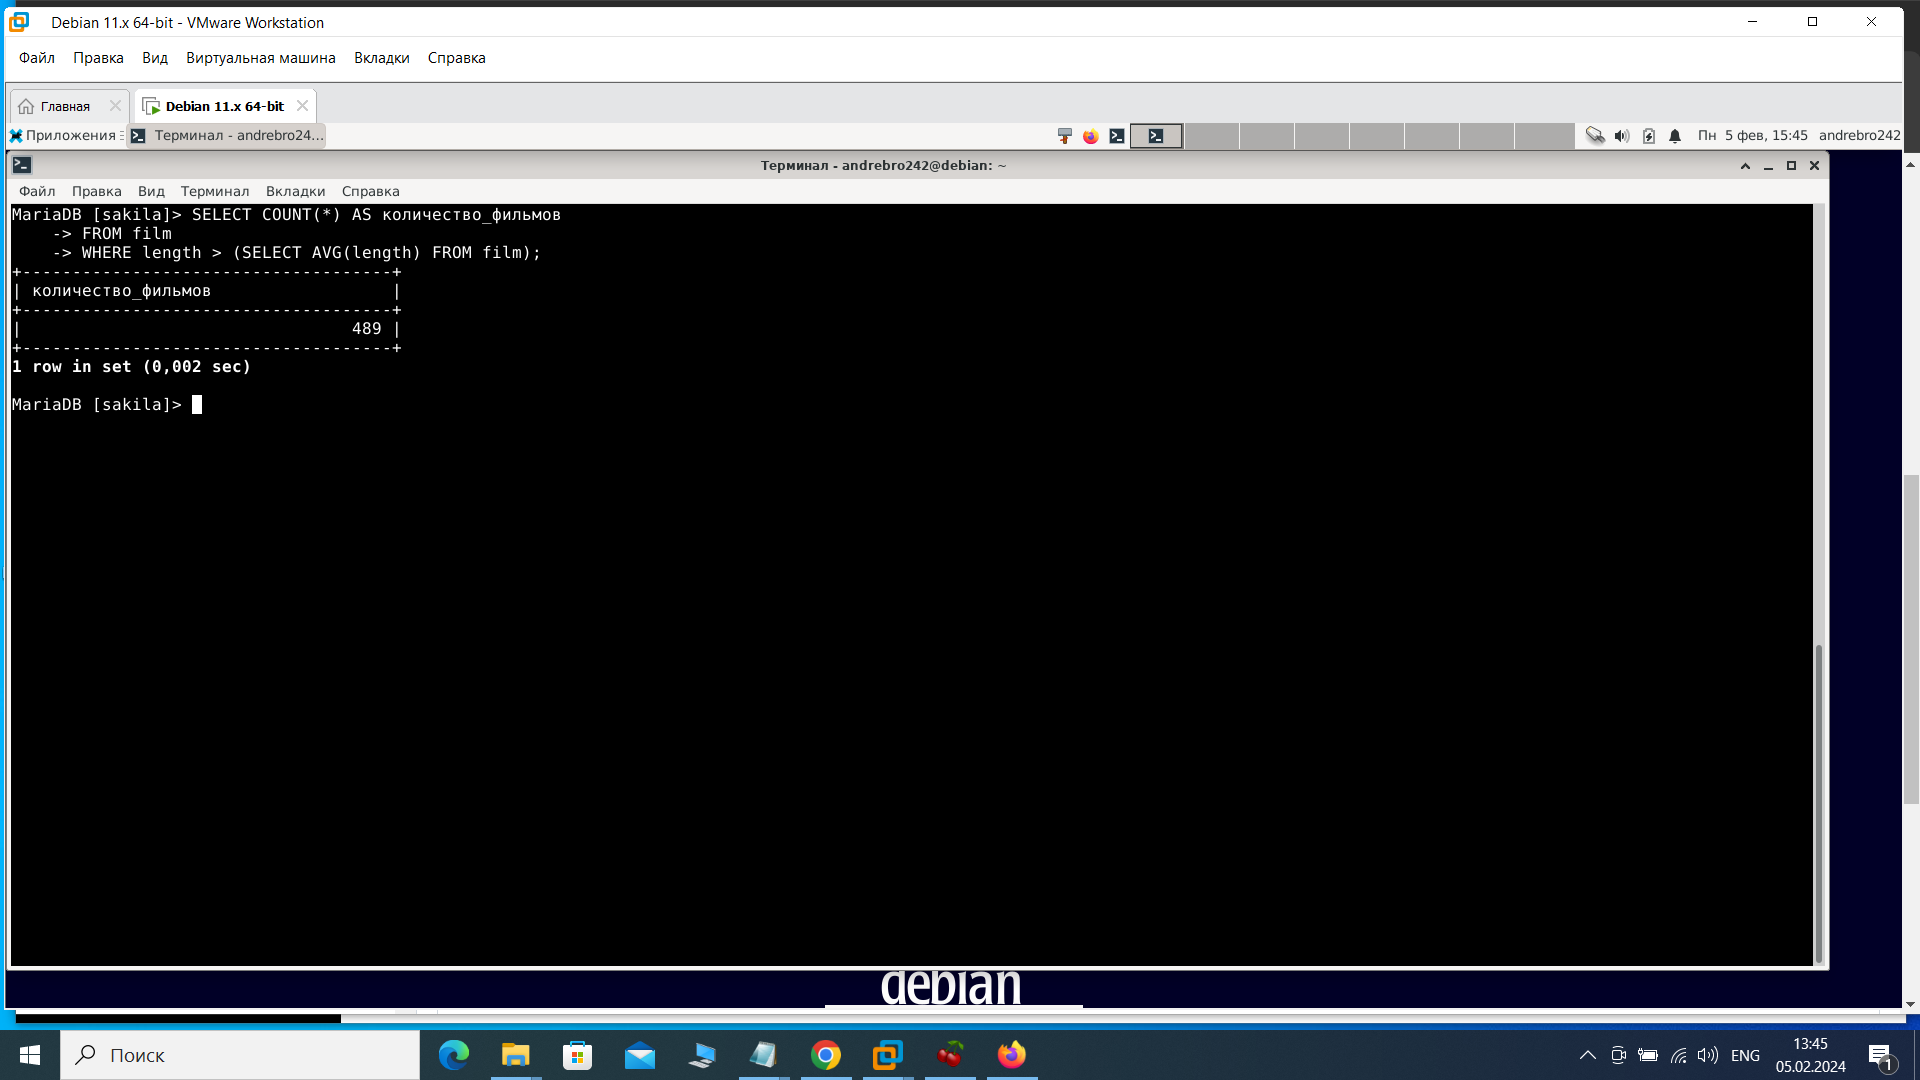 Debian 11.x 64-bit - VMware Workstation
Файл Правка Вид Виртуальная машина Вкладки Справка
Главная Debian 11.x 64-bit
Приложения Терминал - andrebro24... Пн 5 фев, 15:45 andrebro242
Терминал - andrebro242@debian: ~
Файл Правка Вид Терминал Вкладки Справка
MariaDB [sakila]> SELECT COUNT(*) AS количество_фильмов
    -> FROM film
    -> WHERE length > (SELECT AVG(length) FROM film);
+-------------------------------------+
| количество_фильмов                  |
+-------------------------------------+
|                                 489 |
+-------------------------------------+
1 row in set (0,002 sec)
MariaDB [sakila]>
debian
Поиск
ENG
13:45
05.02.2024
1